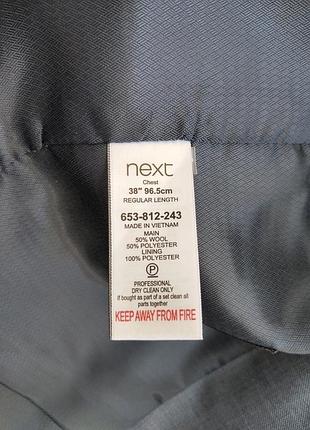 next
Chest
38" 96.5cm
REGULAR LENGTH
653-812-243
MADE IN VIETNAM
MAIN
50% WOOL
50% POLYESTER
LINING
100% POLYESTER
P
PROFESSIONAL
DRY CLEAN ONLY
If bought as part of a set clean all
parts together
KEEP AWAY FROM FIRE